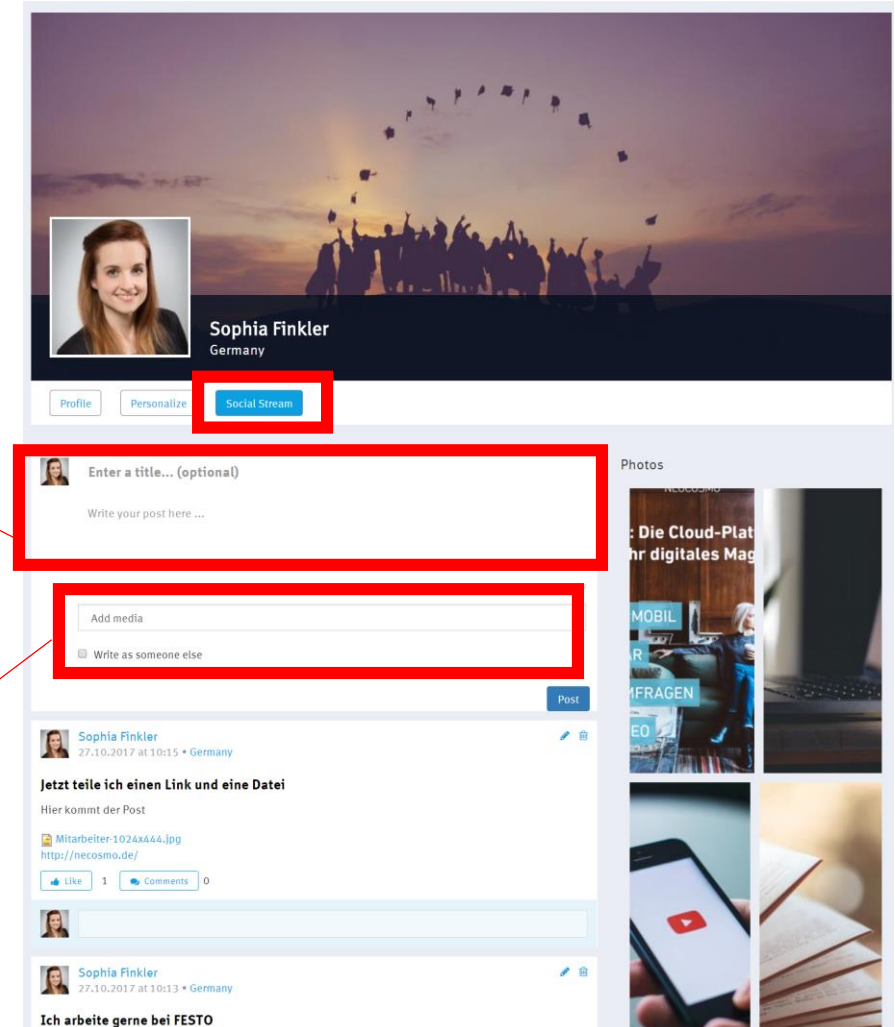 Sophia Finkler
Germany
Profile
Personalize
Social Stream
Enter a title... (optional)
Write your post here ...
Add media
Write as someone else
Post
Sophia Finkler
27.10.2017 at 10:15 • Germany
Jetzt teile ich einen Link und eine Datei
Hier kommt der Post
Mitarbeiter-1024x444.jpg
http://necosmo.de/
Like 1 Comments 0
Sophia Finkler
27.10.2017 at 10:13 • Germany
Ich arbeite gerne bei FESTO
Photos
NEOCOSMO
: Die Cloud-Plat
hr digitales Mag
MOBIL
AR
MFRAGEN
EO